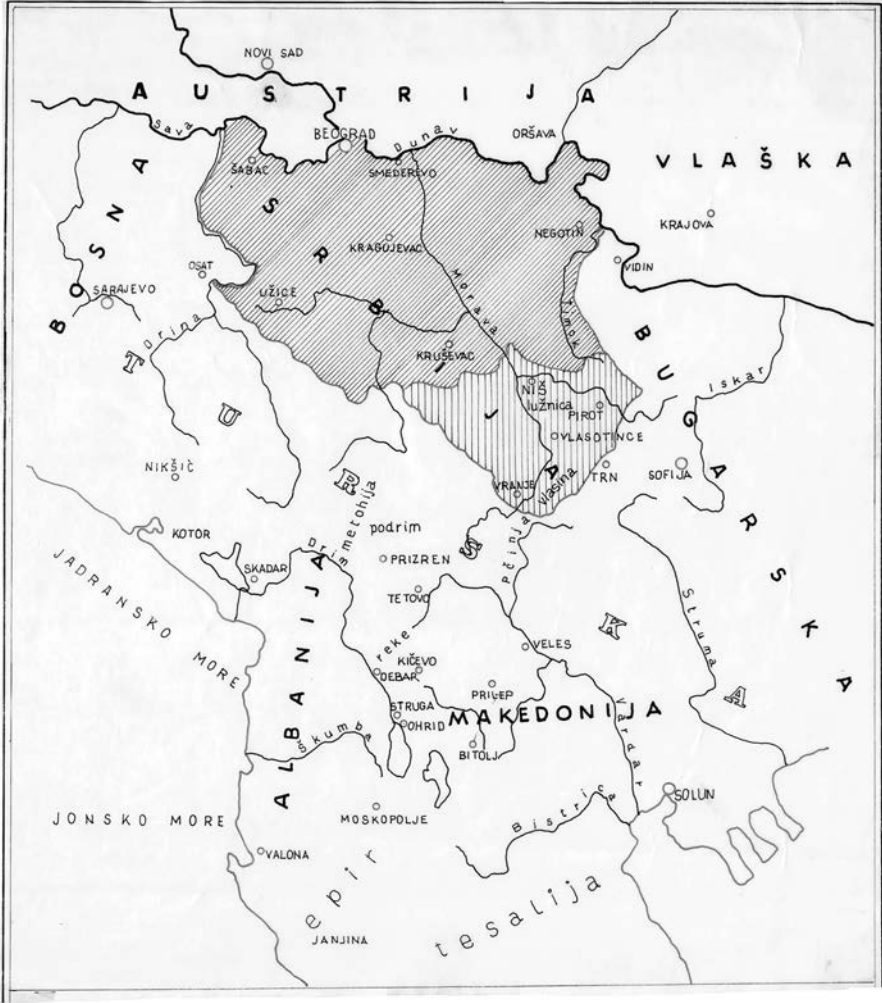 NOVI SAD
AUSTRIJA
Sava
BEOGRAD
Dunav
ORŠAVA
VLAŠKA
ŠABAC
SMEDEREVO
BOSNA
SRBIJA
KRAGUJEVAC
NEGOTIN
KRAJOVA
OSAT
VIDIN
SARAJEVO
UŽICE
Morava
Timok
Drina
KRUŠEVAC
BUGARSKA
TURSKA
NIŠ
Iskar
lužnica
PIROT
VLASOTINCE
NIKŠIĆ
VRANJE
vlasina
TRN
SOFIJA
metohija
podrim
KOTOR
Drim
PRIZREN
Pčinja
SKADAR
JADRANSKO MORE
TETOVO
Struma
ALBANIJA
reke
KIČEVO
VELES
DEBAR
PRILEP
STRUGA
MAKEDONIJA
OHRID
Vardar
Škumba
BITOLJ
SOLUN
MOSKOPOLJE
Bistrica
JONSKO MORE
VALONA
epir
tesalija
JANJINA